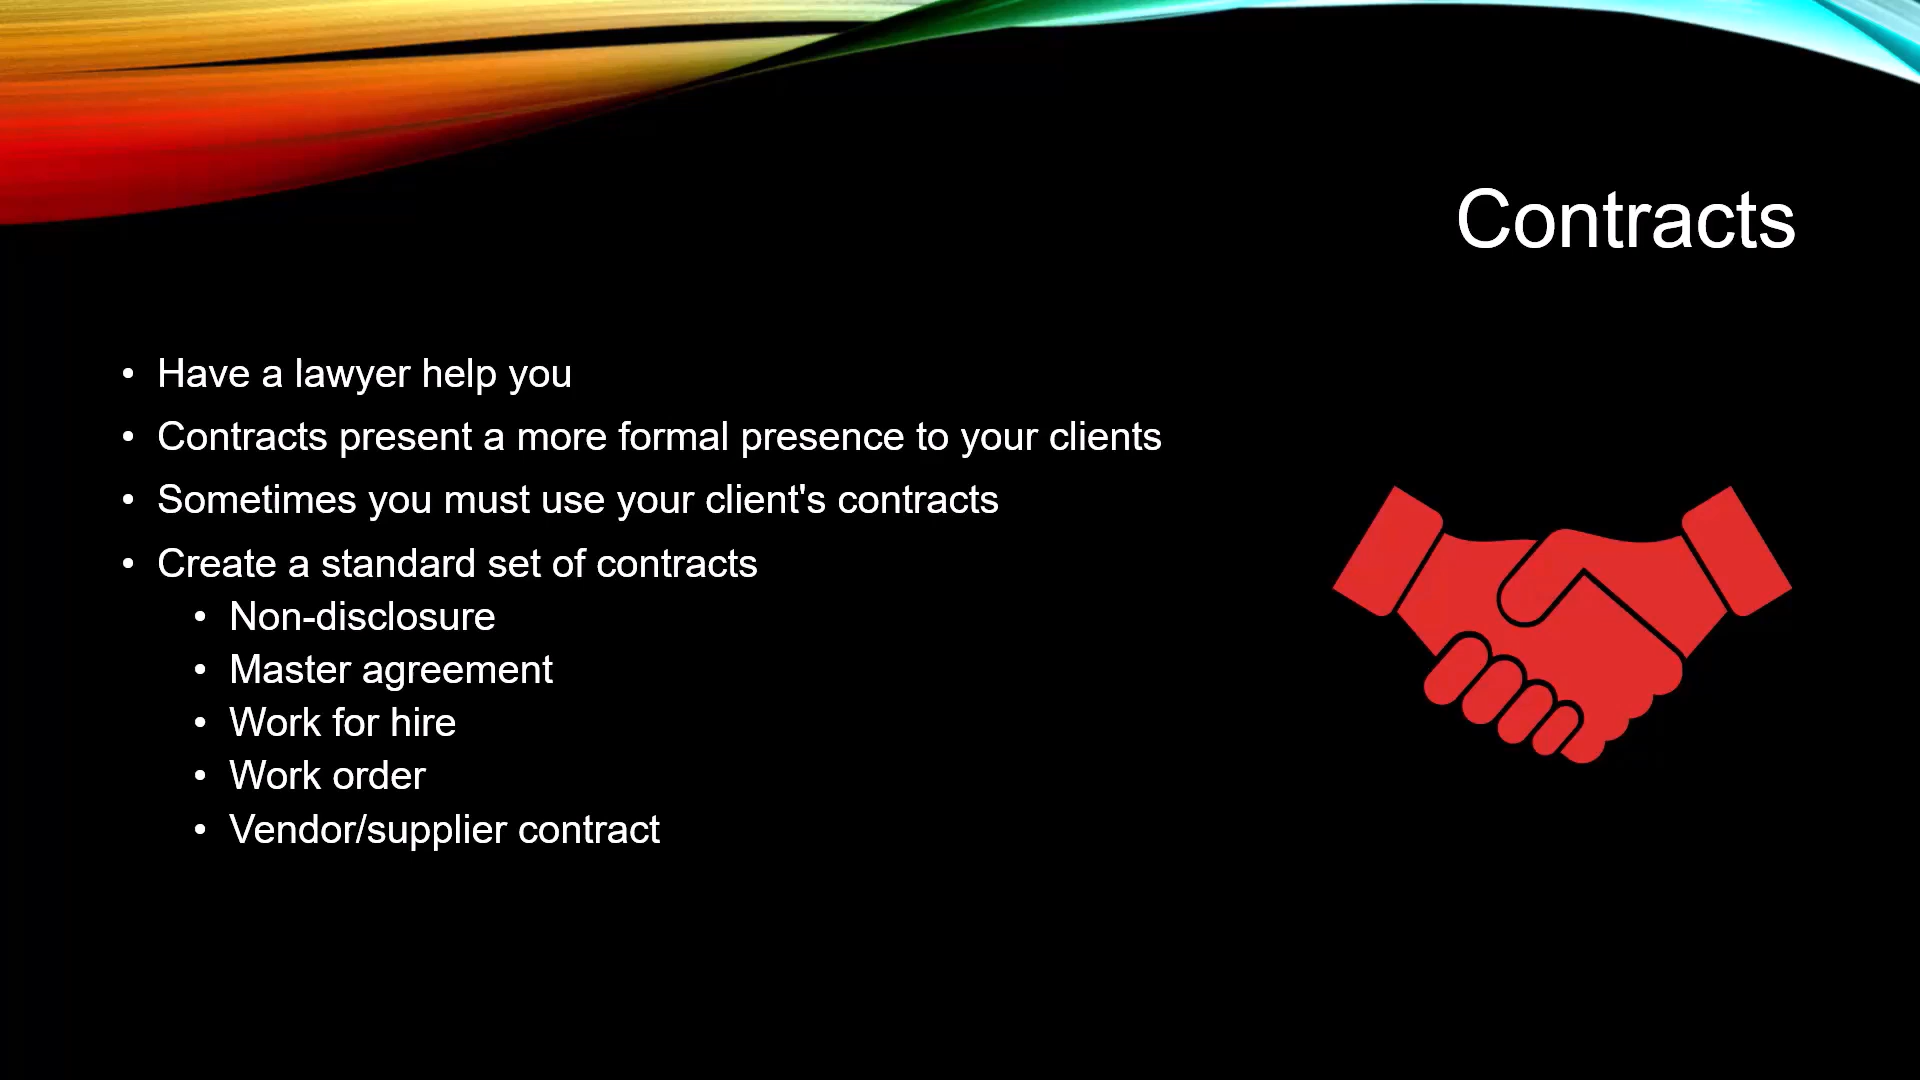 Contracts
• Have a lawyer help you
• Contracts present a more formal presence to your clients
• Sometimes you must use your client's contracts
• Create a standard set of contracts
• Non-disclosure
• Master agreement
• Work for hire
• Work order
• Vendor/supplier contract